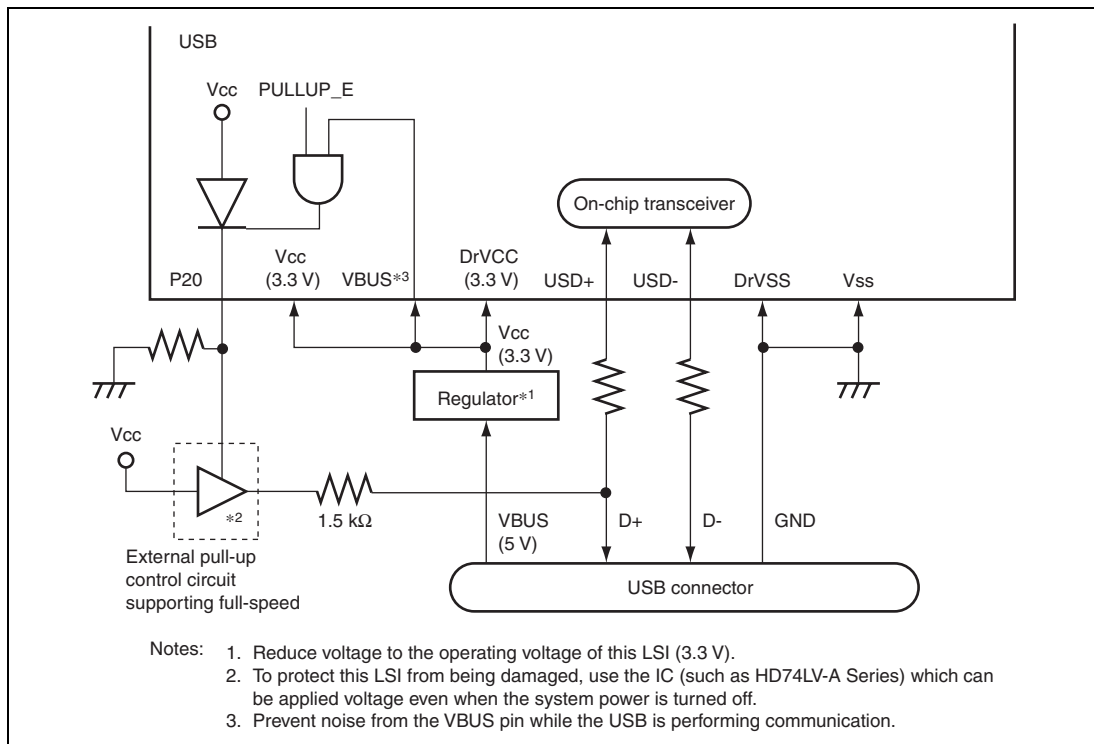 USB
Vcc
PULLUP_E
On-chip transceiver
P20
Vcc
(3.3 V)
VBUS*3
DrVCC
(3.3 V)
USD+
USD-
DrVSS
Vss
Vcc
(3.3 V)
Regulator*1
Vcc
*2
1.5 kΩ
External pull-up
control circuit
supporting full-speed
VBUS
(5 V)
D+
D-
GND
USB connector
Notes: 1. Reduce voltage to the operating voltage of this LSI (3.3 V).
2. To protect this LSI from being damaged, use the IC (such as HD74LV-A Series) which can
be applied voltage even when the system power is turned off.
3. Prevent noise from the VBUS pin while the USB is performing communication.